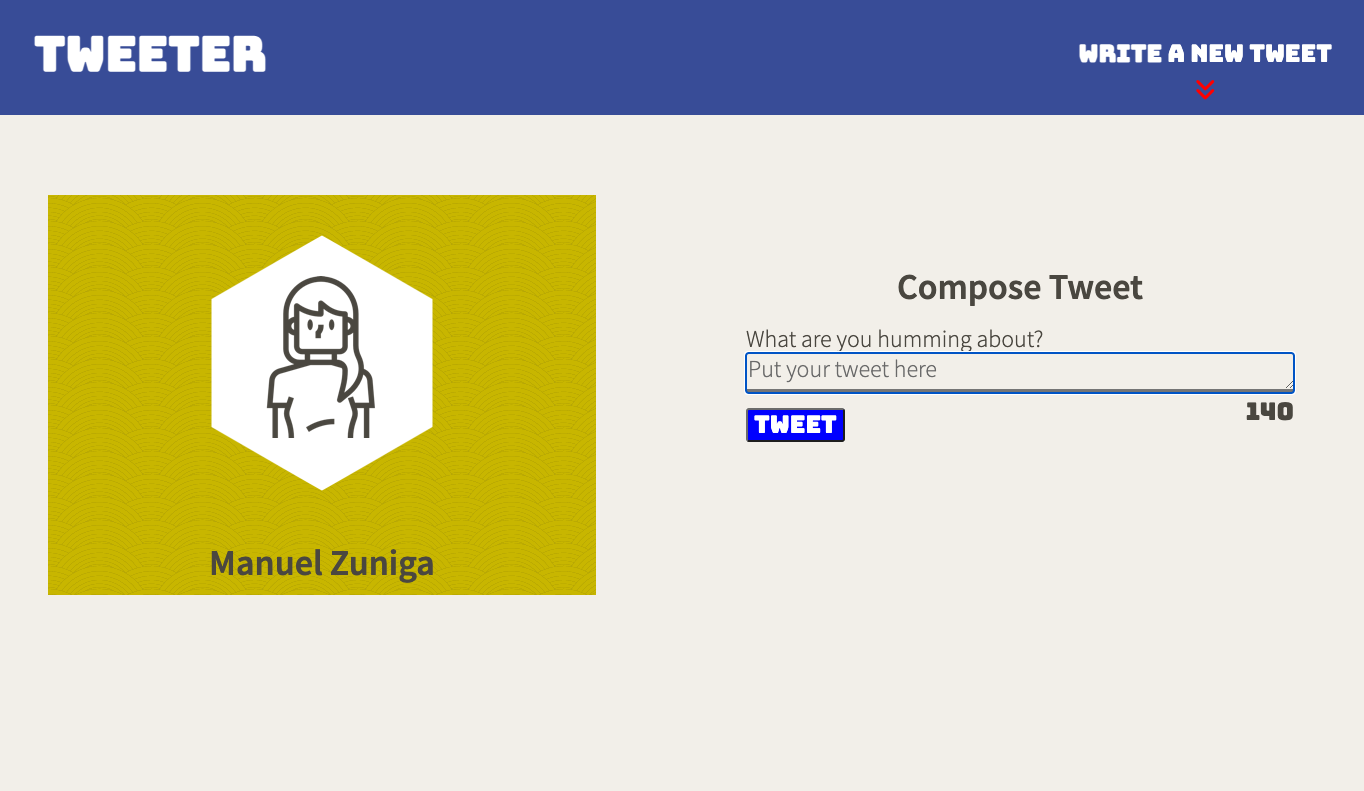 TWEETER
WRITE A NEW TWEET
Manuel Zuniga
Compose Tweet
What are you humming about?
Put your tweet here
TWEET
140